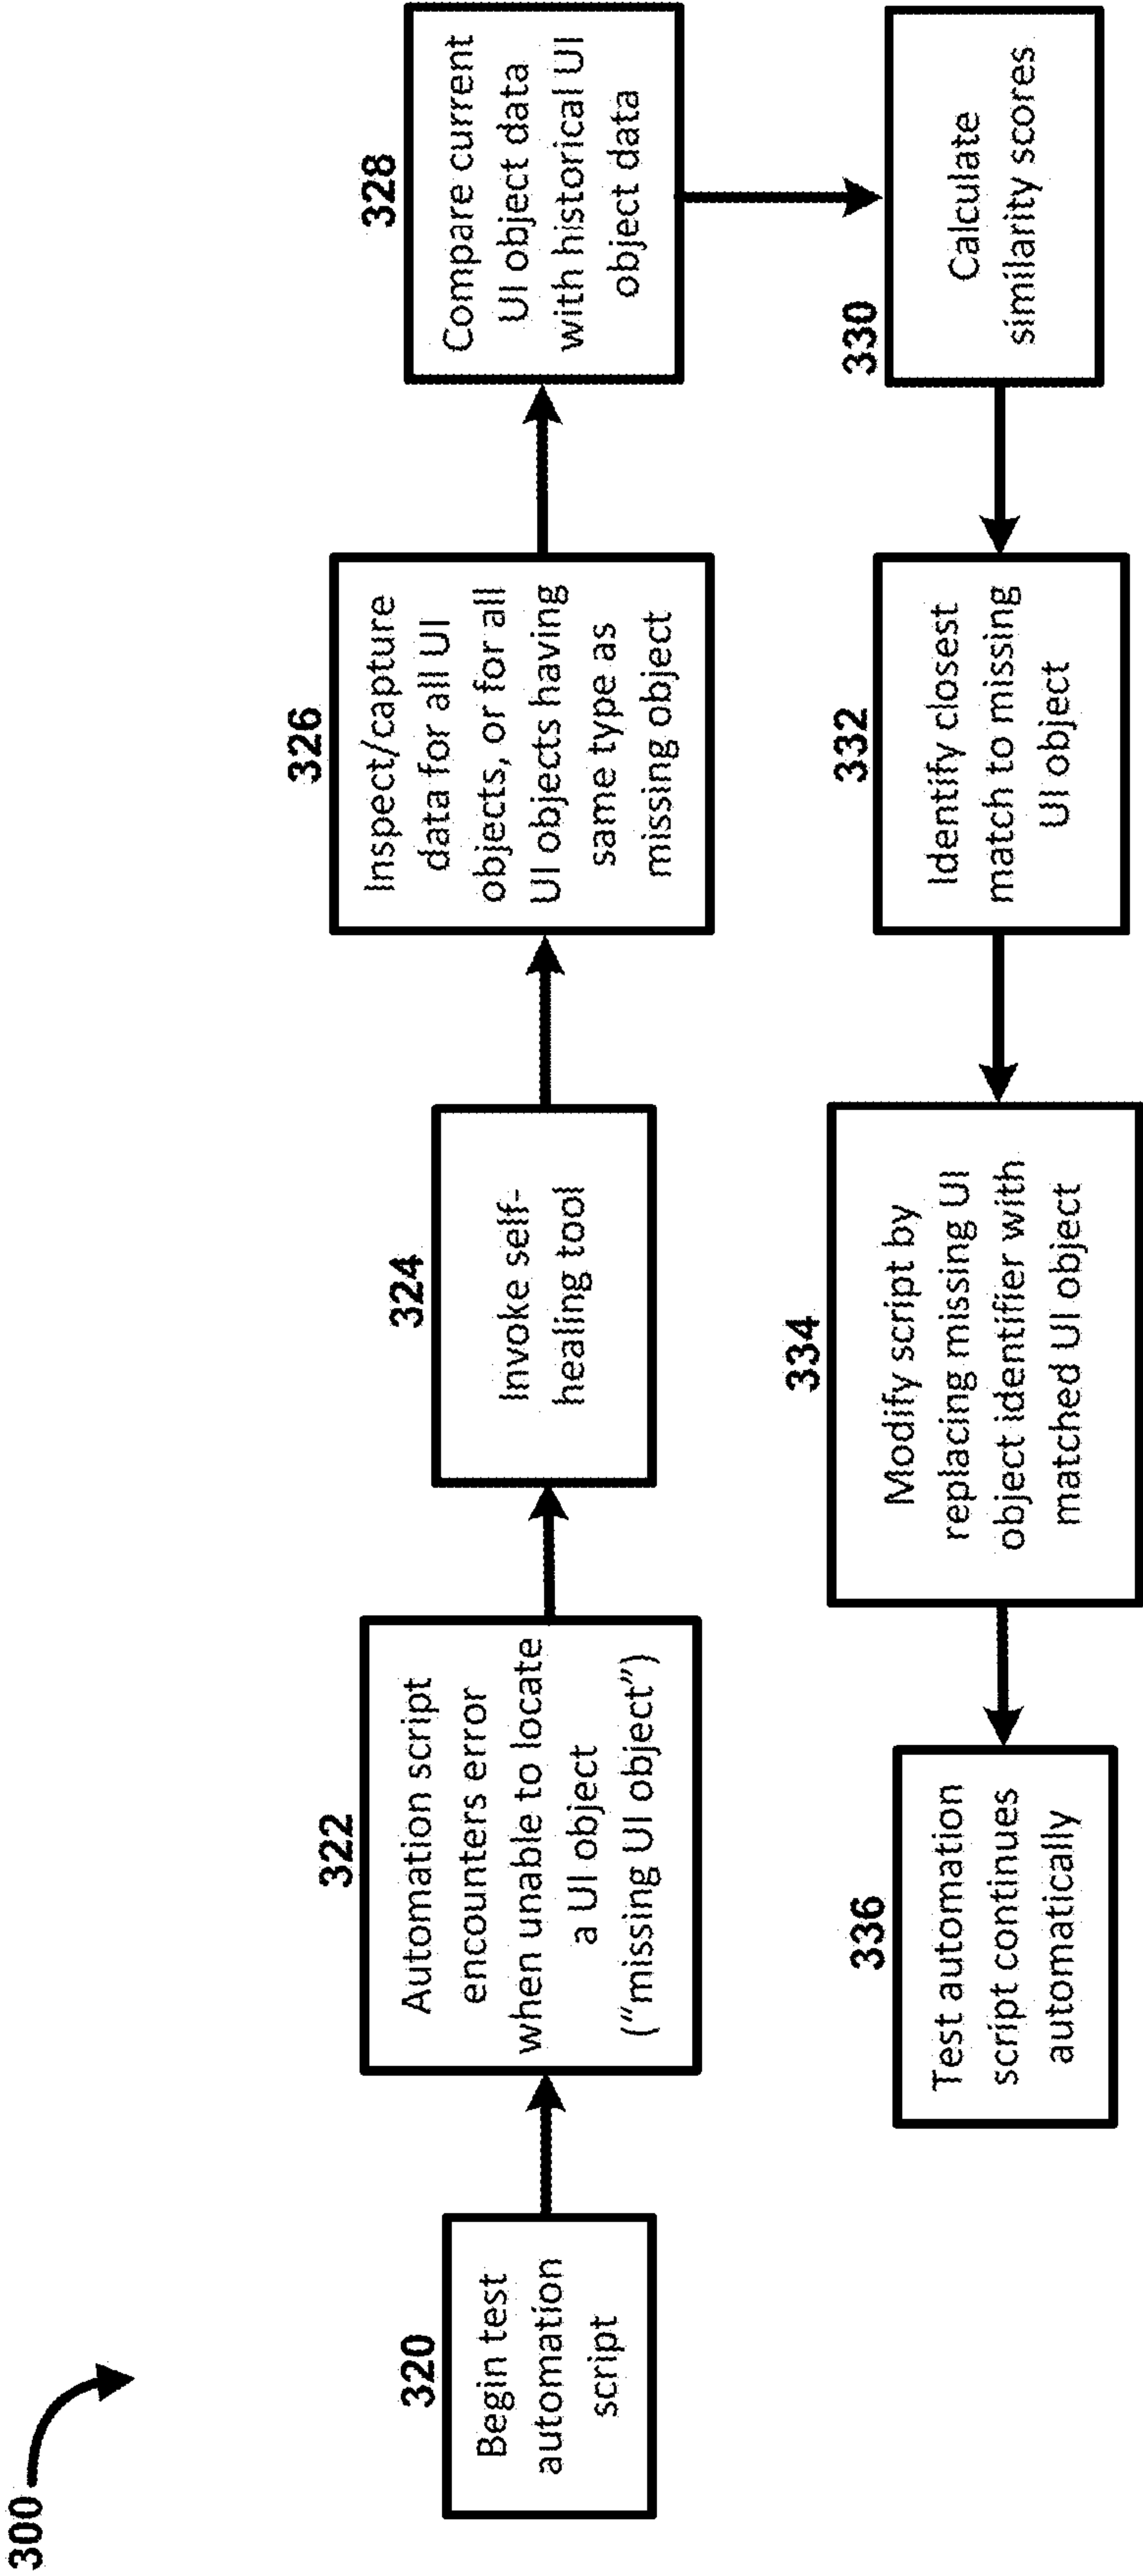 300
320
Begin test
automation
script
322
Automation script
encounters error
when unable to locate
a UI object
(“missing UI object”)
324
Invoke self-
healing tool
326
Inspect/capture
data for all UI
objects, or for all
UI objects having
same type as
missing object
328
Compare current
UI object data
with historical UI
object data
330
Calculate
similarity scores
332
Identify closest
match to missing
UI object
334
Modify script by
replacing missing UI
object identifier with
matched UI object
336
Test automation
script continues
automatically